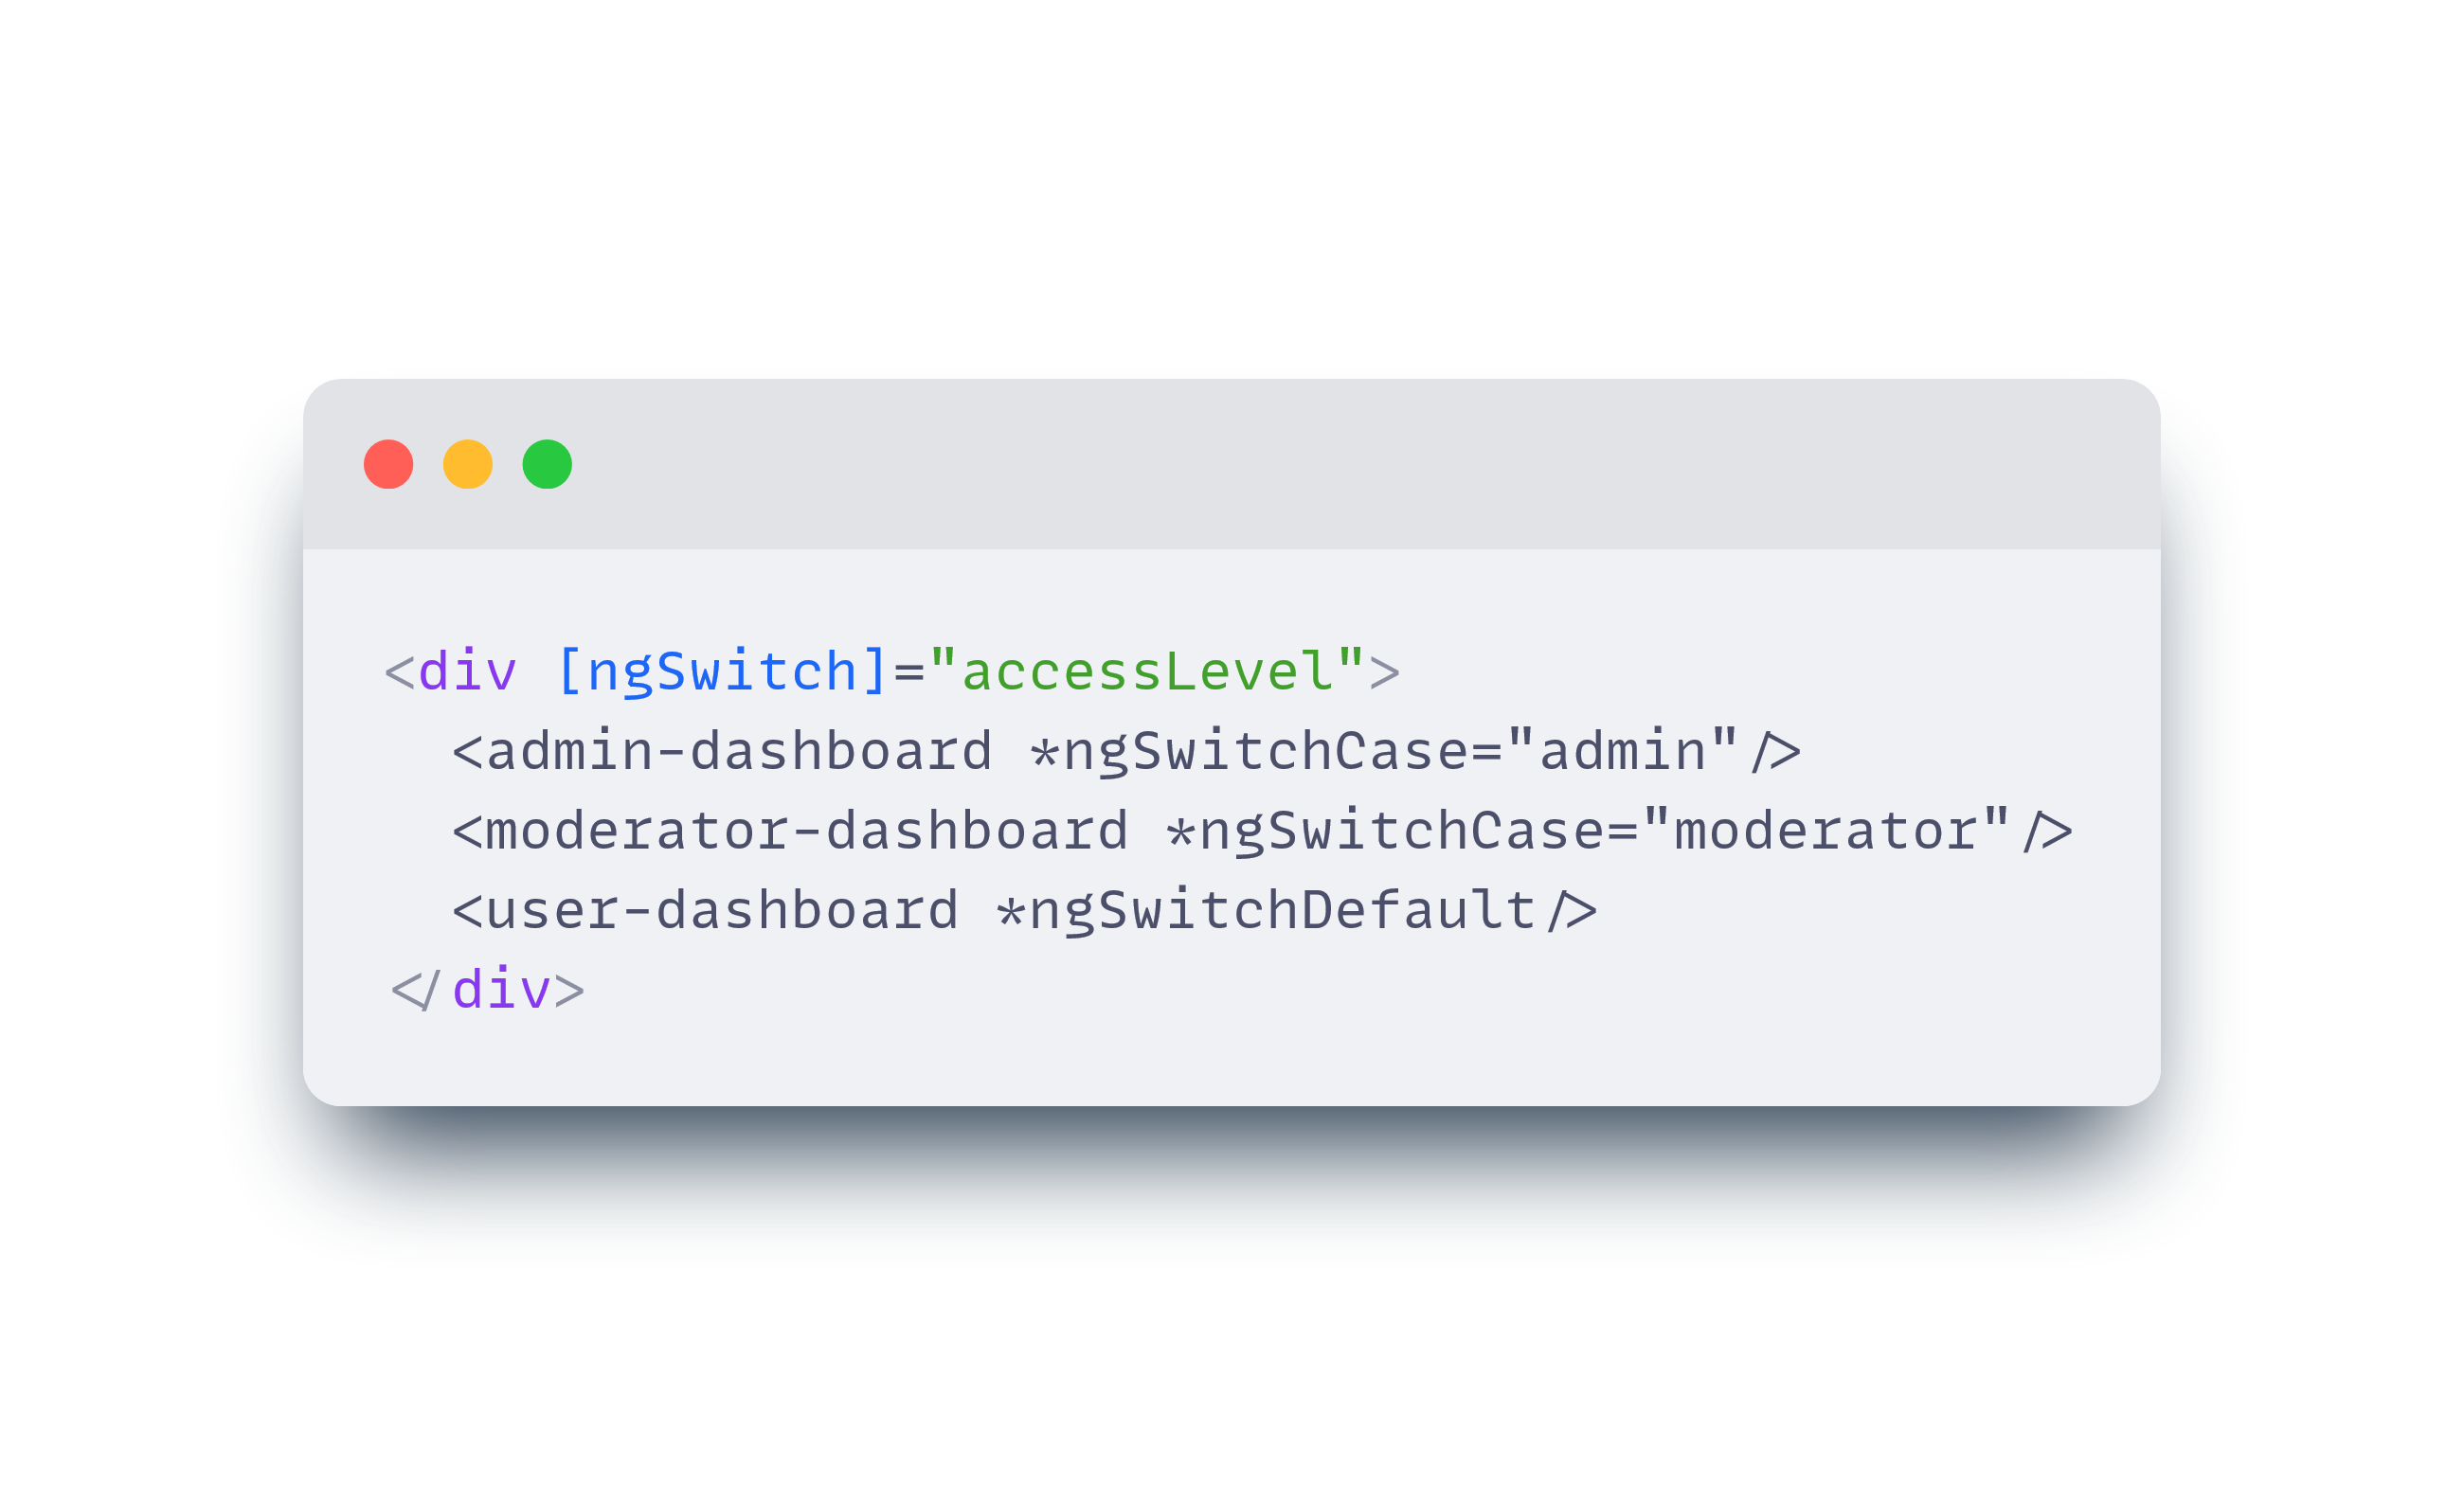 <div [ngSwitch]="accessLevel">
  <admin-dashboard *ngSwitchCase="admin"/>
  <moderator-dashboard *ngSwitchCase="moderator"/>
  <user-dashboard *ngSwitchDefault/>
</div>